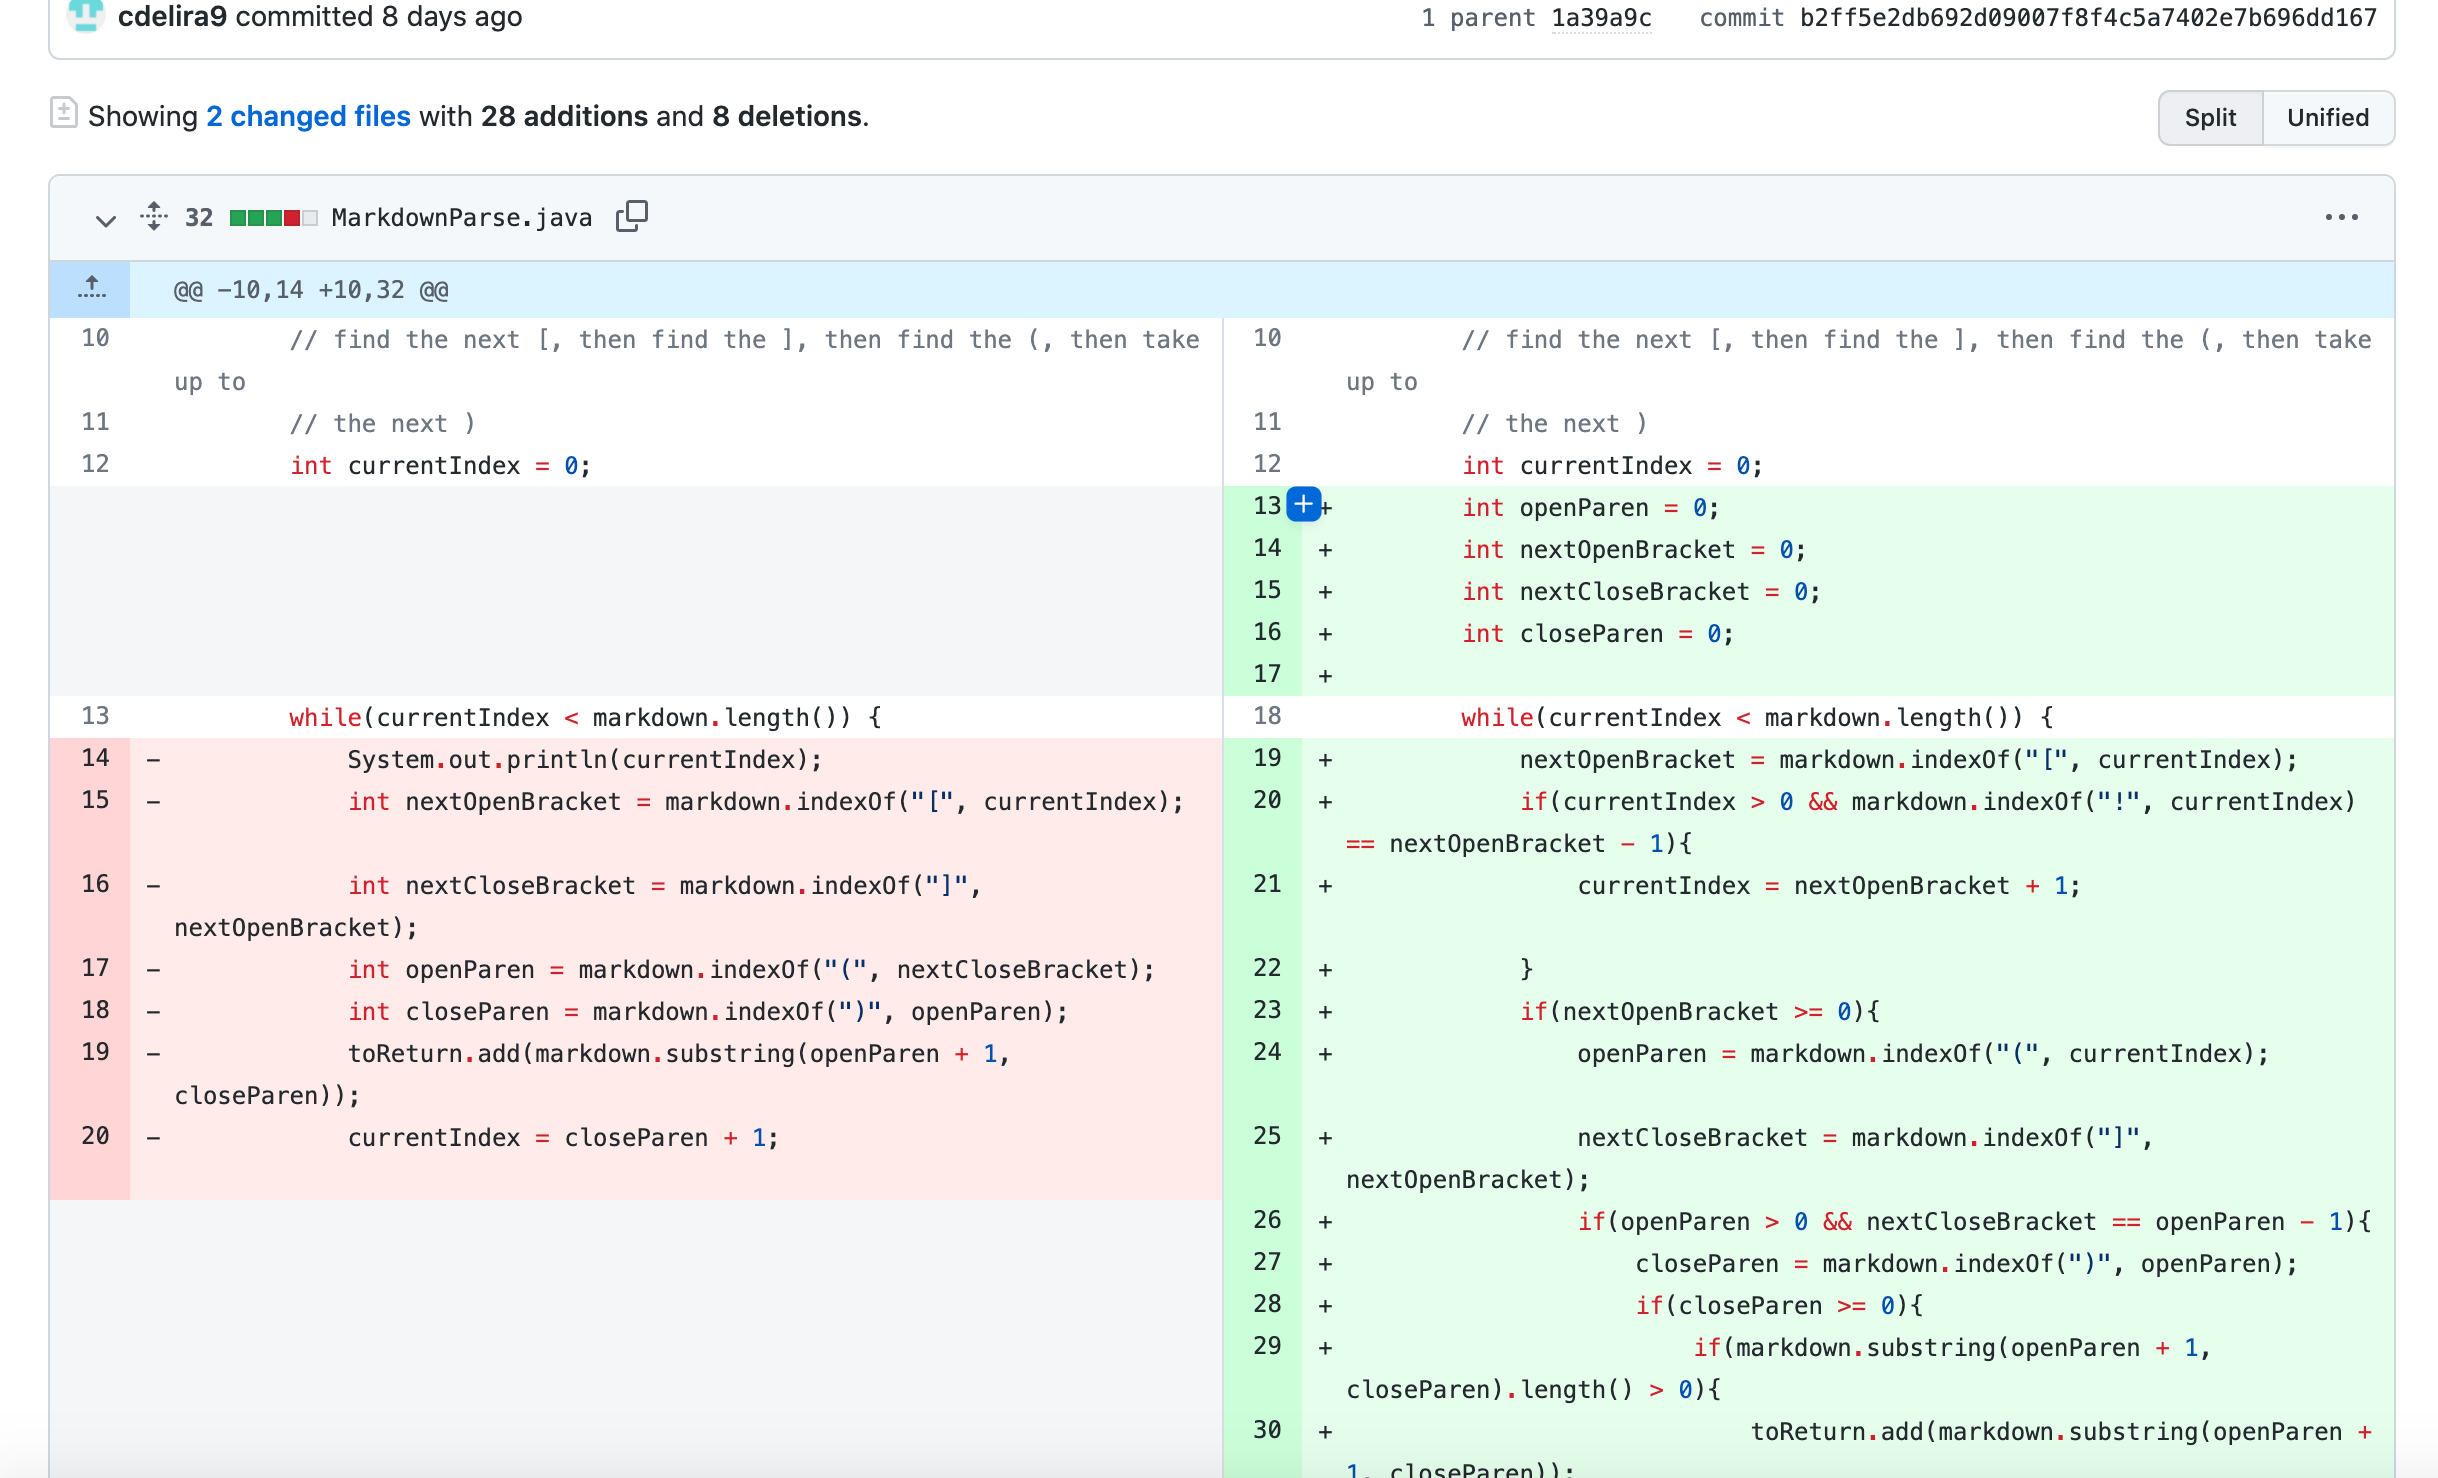 cdelira9 committed 8 days ago
1 parent 1a39a9c commit b2ff5e2db692d09007f8f4c5a7402e7b696dd167
Showing 2 changed files with 28 additions and 8 deletions.
Split Unified
32 MarkdownParse.java
@@ -10,14 +10,32 @@
10 // find the next [, then find the ], then find the (, then take
up to
11 // the next )
12 int currentIndex = 0;
13 while(currentIndex < markdown.length()) {
14 - System.out.println(currentIndex);
15 - int nextOpenBracket = markdown.indexOf("[", currentIndex);
16 - int nextCloseBracket = markdown.indexOf("]",
nextOpenBracket);
17 - int openParen = markdown.indexOf("(", nextCloseBracket);
18 - int closeParen = markdown.indexOf(")", openParen);
19 - toReturn.add(markdown.substring(openParen + 1,
closeParen));
20 - currentIndex = closeParen + 1;
10 // find the next [, then find the ], then find the (, then take
up to
11 // the next )
12 int currentIndex = 0;
13 + int openParen = 0;
14 + int nextOpenBracket = 0;
15 + int nextCloseBracket = 0;
16 + int closeParen = 0;
17 +
18 while(currentIndex < markdown.length()) {
19 + nextOpenBracket = markdown.indexOf("[", currentIndex);
20 + if(currentIndex > 0 && markdown.indexOf("!", currentIndex)
== nextOpenBracket - 1){
21 + currentIndex = nextOpenBracket + 1;
22 + }
23 + if(nextOpenBracket >= 0){
24 + openParen = markdown.indexOf("(", currentIndex);
25 + nextCloseBracket = markdown.indexOf("]",
nextOpenBracket);
26 + if(openParen > 0 && nextCloseBracket == openParen - 1){
27 + closeParen = markdown.indexOf(")", openParen);
28 + if(closeParen >= 0){
29 + if(markdown.substring(openParen + 1,
closeParen).length() > 0){
30 + toReturn.add(markdown.substring(openParen +
1, closeParen));